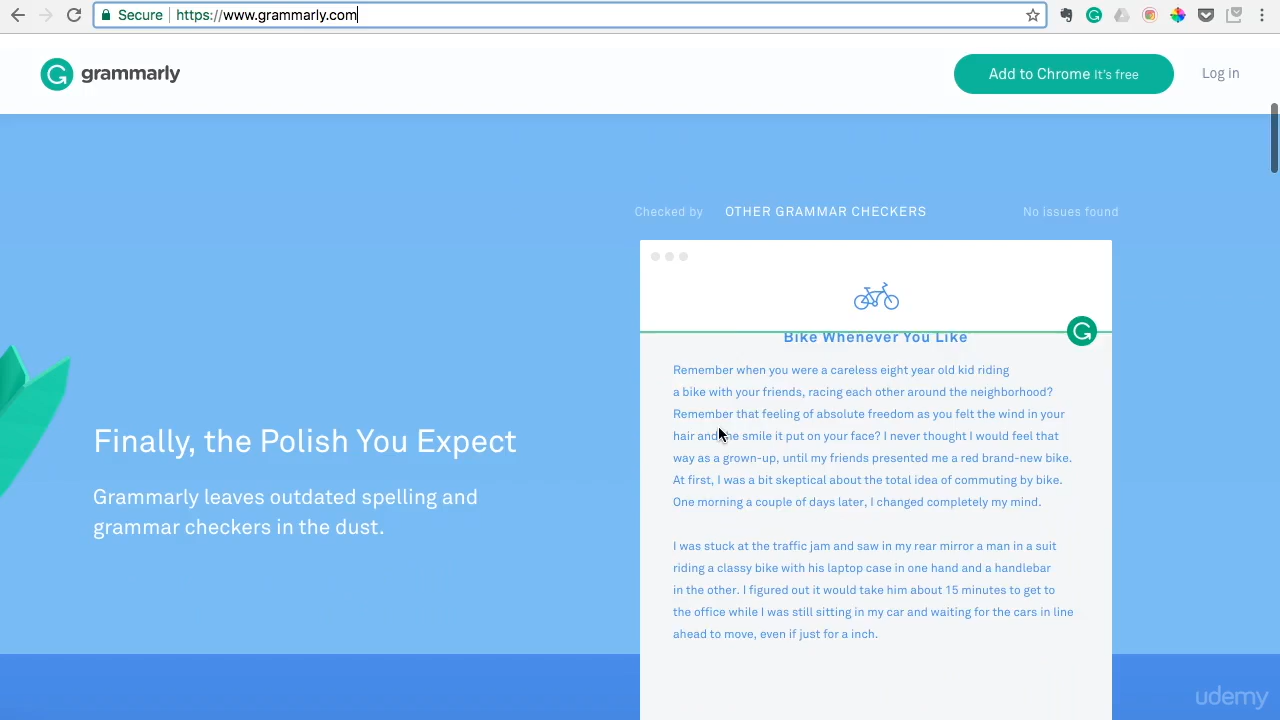 Secure
https://www.grammarly.com
grammarly
Add to Chrome It's free
Log in
Checked by OTHER GRAMMAR CHECKERS No issues found
Bike Whenever You Like
Remember when you were a careless eight year old kid riding
a bike with your friends, racing each other around the neighborhood?
Remember that feeling of absolute freedom as you felt the wind in your
hair and he smile it put on your face? I never thought I would feel that
way as a grown-up, until my friends presented me a red brand-new bike.
At first, I was a bit skeptical about the total idea of commuting by bike.
One morning a couple of days later, I changed completely my mind.
I was stuck at the traffic jam and saw in my rear mirror a man in a suit
riding a classy bike with his laptop case in one hand and a handlebar
in the other. I figured out it would take him about 15 minutes to get to
the office while I was still sitting in my car and waiting for the cars in line
ahead to move, even if just for a inch.
Finally, the Polish You Expect
Grammarly leaves outdated spelling and
grammar checkers in the dust.
udemy